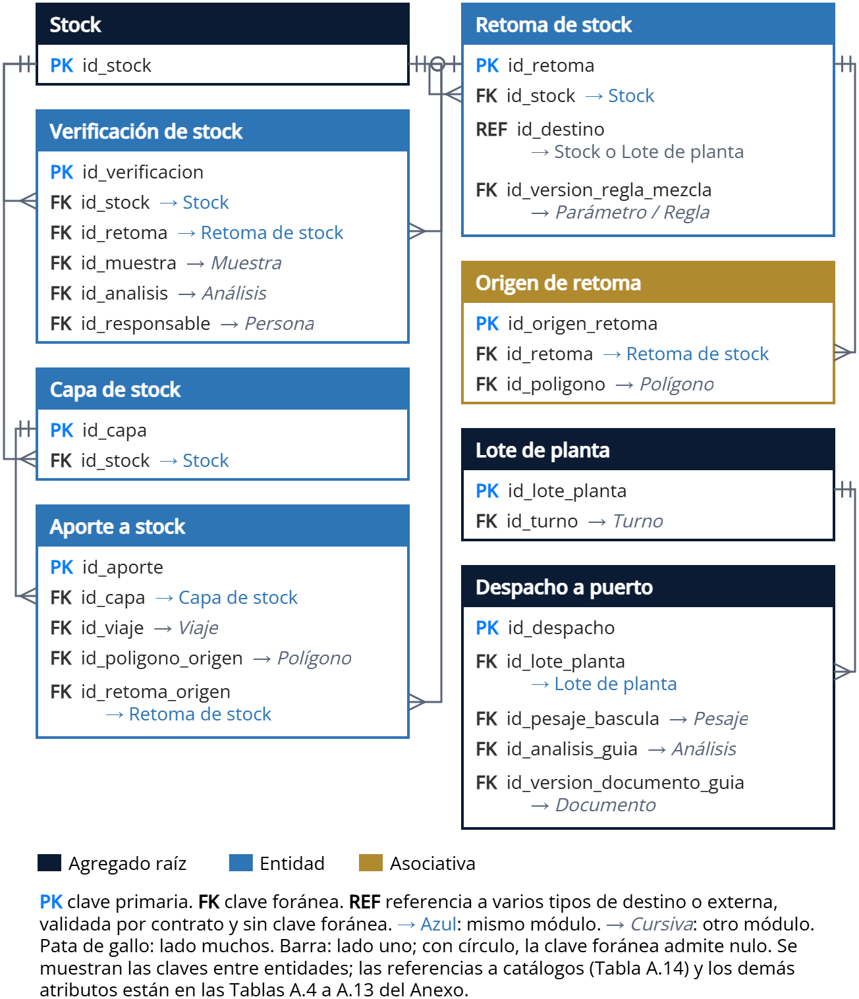 Stock
PK id_stock
Verificación de stock
PK id_verificacion
FK id_stock → Stock
FK id_retoma → Retoma de stock
FK id_muestra → Muestra
FK id_analisis → Análisis
FK id_responsable → Persona
Capa de stock
PK id_capa
FK id_stock → Stock
Aporte a stock
PK id_aporte
FK id_capa → Capa de stock
FK id_viaje → Viaje
FK id_poligono_origen → Polígono
FK id_retoma_origen
→ Retoma de stock
Retoma de stock
PK id_retoma
FK id_stock → Stock
REF id_destino
→ Stock o Lote de planta
FK id_version_regla_mezcla
→ Parámetro / Regla
Origen de retoma
PK id_origen_retoma
FK id_retoma → Retoma de stock
FK id_poligono → Polígono
Lote de planta
PK id_lote_planta
FK id_turno → Turno
Despacho a puerto
PK id_despacho
FK id_lote_planta
→ Lote de planta
FK id_pesaje_bascula → Pesaje
FK id_analisis_guia → Análisis
FK id_version_documento_guia
→ Documento
Agregado raíz
Entidad
Asociativa
PK clave primaria. FK clave foránea. REF referencia a varios tipos de destino o externa,
validada por contrato y sin clave foránea. → Azul: mismo módulo. → Cursiva: otro módulo.
Pata de gallo: lado muchos. Barra: lado uno; con círculo, la clave foránea admite nulo. Se
muestran las claves entre entidades; las referencias a catálogos (Tabla A.14) y los demás
atributos están en las Tablas A.4 a A.13 del Anexo.